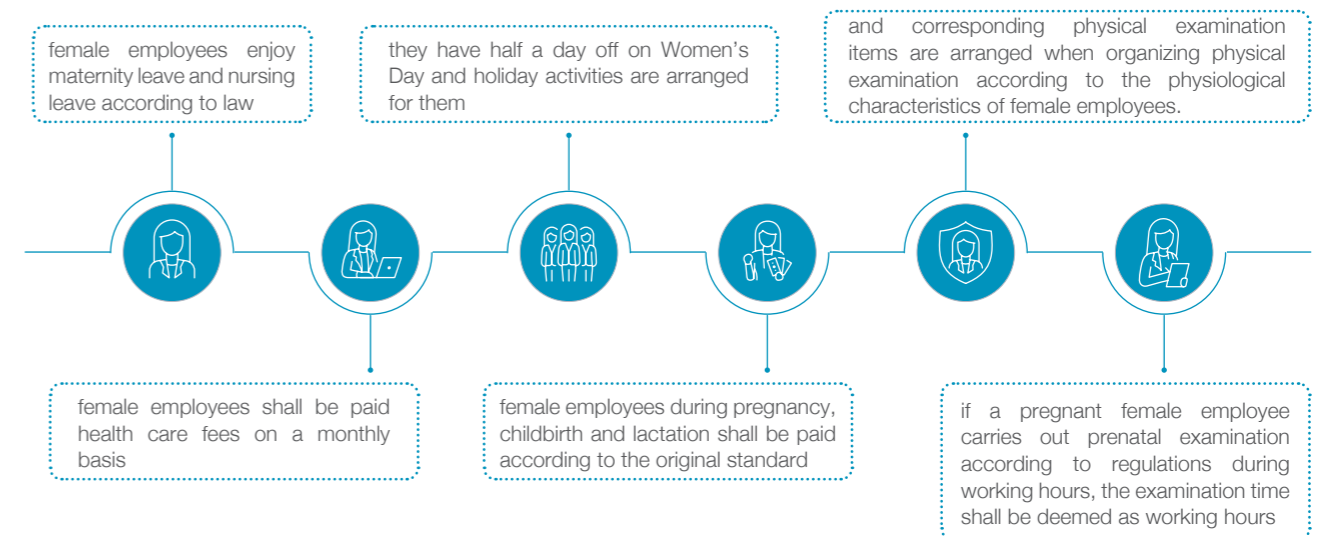 female employees enjoy
maternity leave and nursing
leave according to law
they have half a day off on Women’s
Day and holiday activities are arranged
for them
and corresponding physical examination
items are arranged when organizing physical
examination according to the physiological
characteristics of female employees.
female employees shall be paid
health care fees on a monthly
basis
female employees during pregnancy,
childbirth and lactation shall be paid
according to the original standard
if a pregnant female employee
carries out prenatal examination
according to regulations during
working hours, the examination time
shall be deemed as working hours